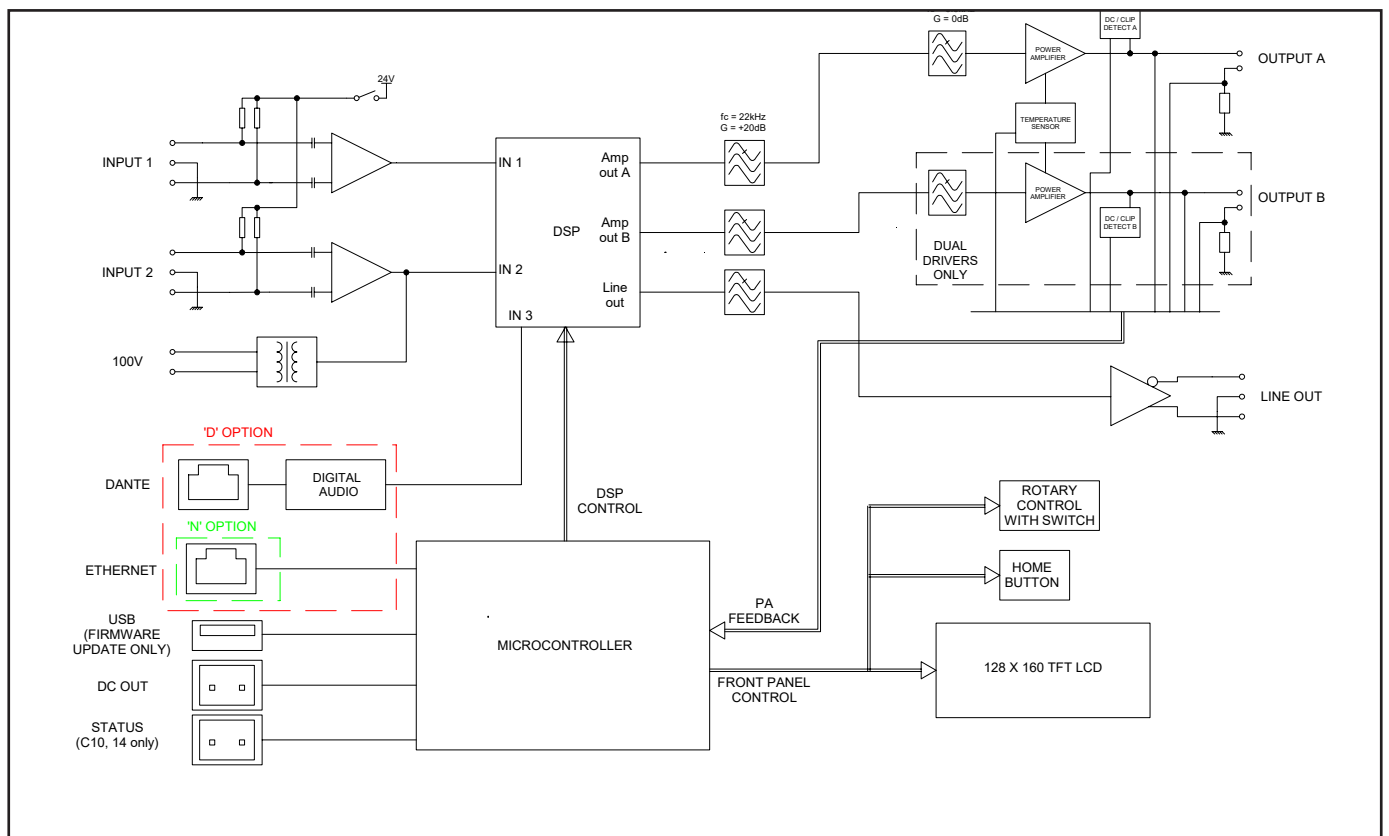 G = 0dB
DC / CLIP
DETECT A
POWER
AMPLIFIER
OUTPUT A
24V
fc = 22kHz
G = +20dB
TEMPERATURE
SENSOR
INPUT 1
IN 1
Amp
out A
POWER
AMPLIFIER
OUTPUT B
DC / CLIP
DETECT B
DSP
Amp
out B
DUAL
DRIVERS
ONLY
INPUT 2
IN 2
Line
out
IN 3
100V
LINE OUT
'D' OPTION
DANTE
DIGITAL
AUDIO
DSP
CONTROL
ROTARY
CONTROL
WITH SWITCH
'N' OPTION
ETHERNET
HOME
BUTTON
USB
(FIRMWARE
UPDATE ONLY)
PA
FEEDBACK
MICROCONTROLLER
128 X 160 TFT LCD
DC OUT
FRONT PANEL
CONTROL
STATUS
(C10, 14 only)